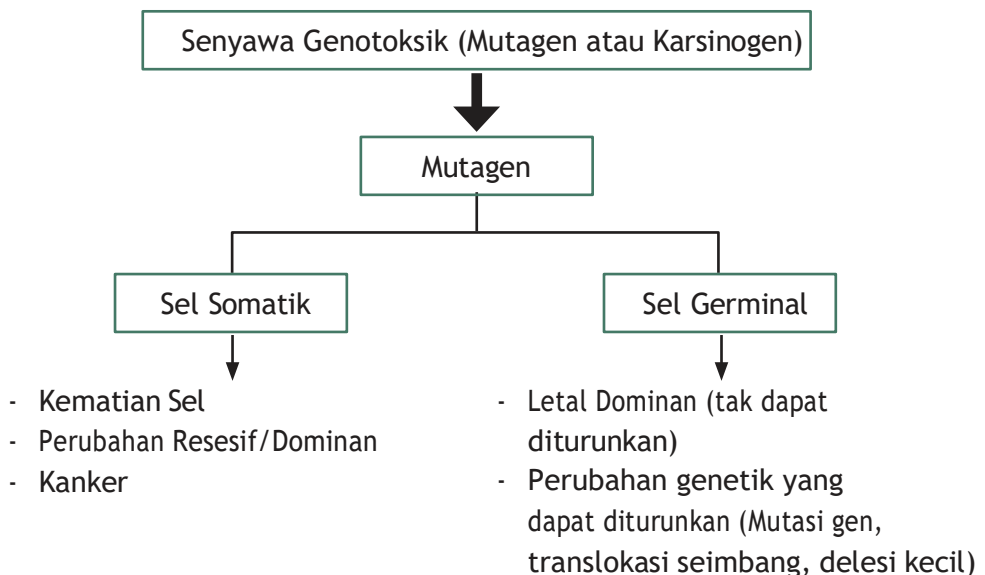 Senyawa Genotoksik (Mutagen atau Karsinogen)
Mutagen
Sel Somatik
Sel Germinal
- Kematian Sel
- Perubahan Resesif/Dominan
- Kanker
- Letal Dominan (tak dapat
diturunkan)
- Perubahan genetik yang
dapat diturunkan (Mutasi gen,
translokasi seimbang, delesi kecil)